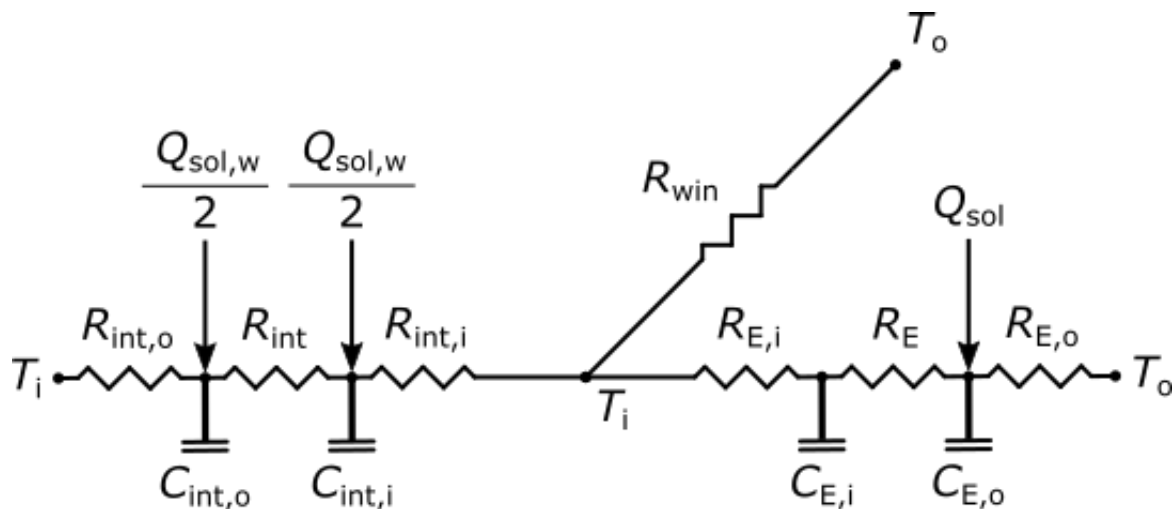 T_o
Q_sol,w
2
Q_sol,w
2
R_win
Q_sol
R_int,o
R_int
R_int,i
R_E,i
R_E
R_E,o
T_i
T_i
T_o
C_int,o
C_int,i
C_E,i
C_E,o